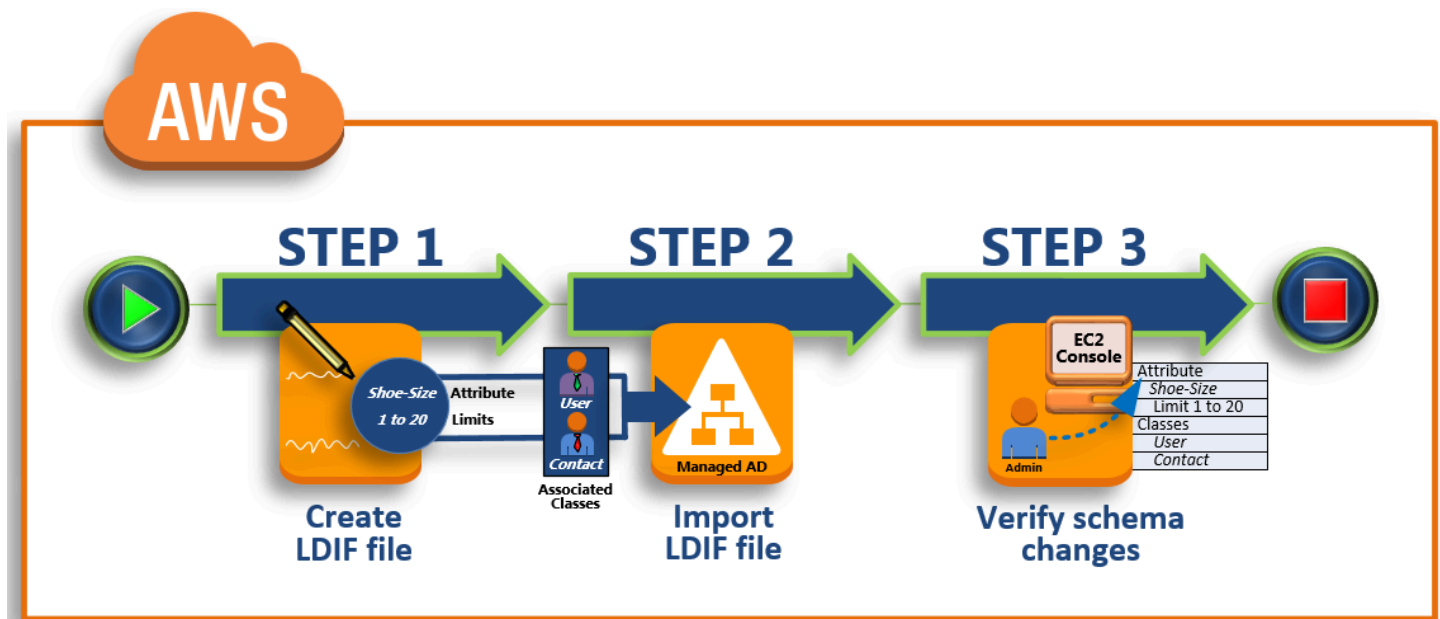 AWS
STEP 1
STEP 2
STEP 3
Shoe-Size
1 to 20
Attribute
Limits
User
Contact
Associated
Classes
Managed AD
EC2
Console
Admin
Attribute
Shoe-Size
Limit 1 to 20
Classes
User
Contact
Create
LDIF file
Import
LDIF file
Verify schema
changes